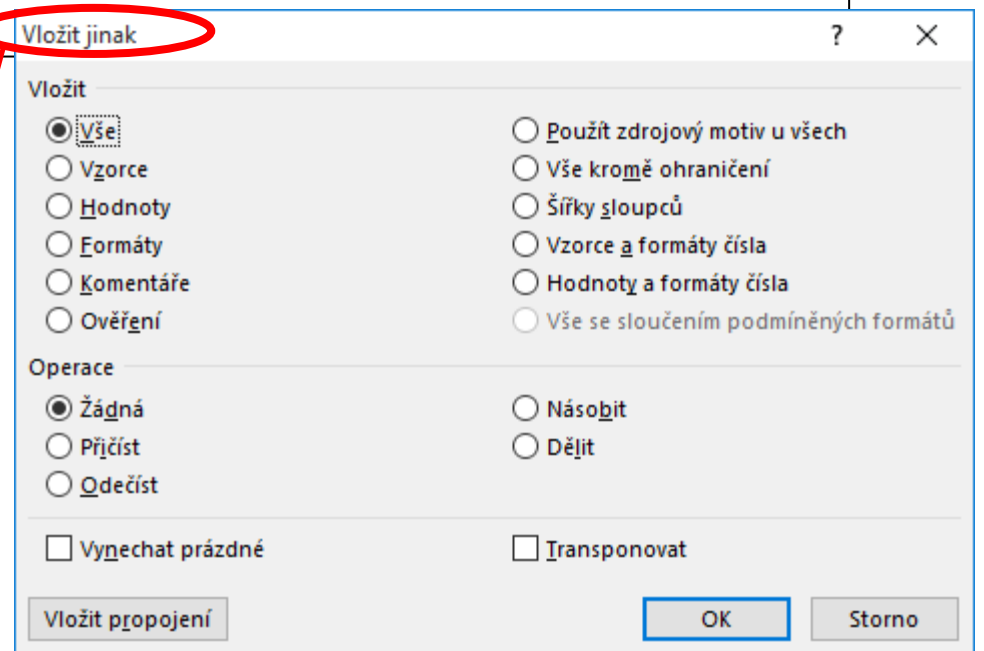 Vložit jinak
Vložit
Vše
Použít zdrojový motiv u všech
Vzorce
Vše kromě ohraničení
Hodnoty
Šířky sloupců
Formáty
Vzorce a formáty čísla
Komentáře
Hodnoty a formáty čísla
Ověření
Vše se sloučením podmíněných formátů
Operace
Žádná
Násobit
Přičíst
Dělit
Odečíst
Vynechat prázdné
Transponovat
Vložit propojení
OK
Storno